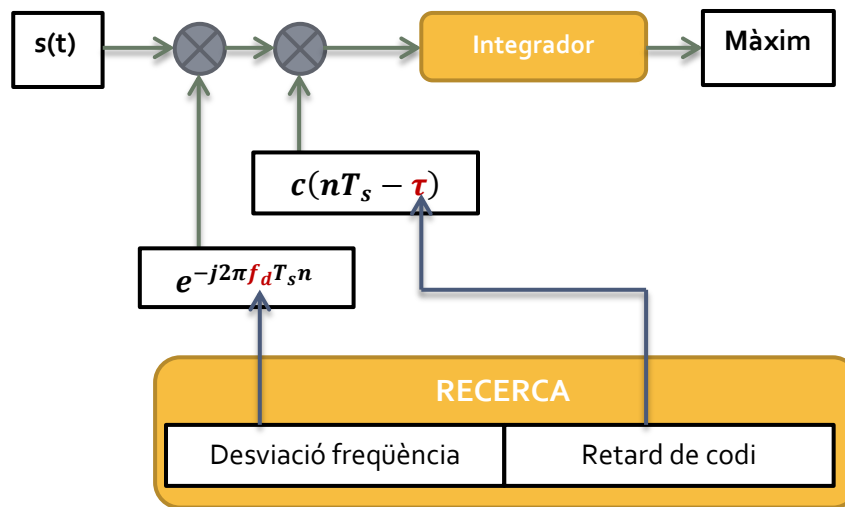 s(t)
Integrador
Màxim
c(nT_s − τ)
e^{−j2πf_dT_sn}
RECERCA
Desviació freqüència
Retard de codi